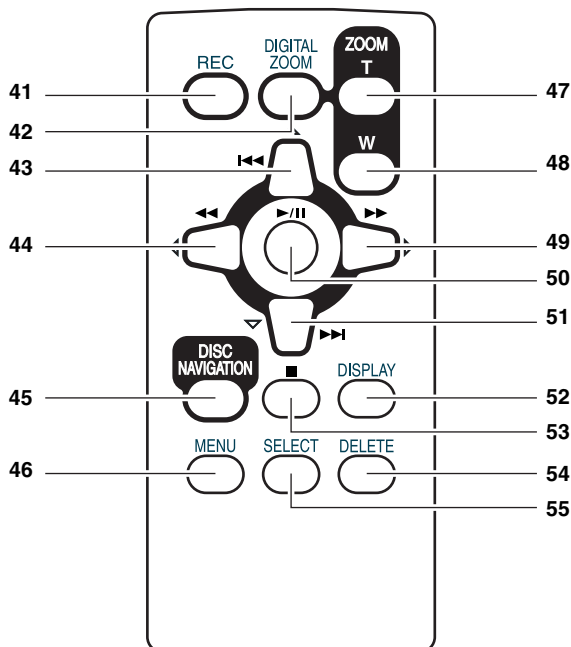 REC
DIGITAL
ZOOM
ZOOM
T
W
41
42
43
44
45
46
47
48
49
50
51
52
53
54
55
DISC
NAVIGATION
DISPLAY
MENU
SELECT
DELETE